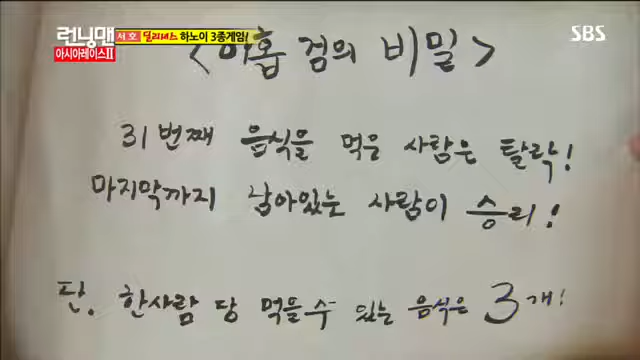 런닝맨 서호 딜리셔스 하노이 3종게임! SBS
아시아레이스II
<아홉 검의 비밀>
31번째 음식을 먹은 사람은 탈락!
마지막까지 남아있는 사람이 승리!
단. 한사람 당 먹을수 있는 음식은 3개!